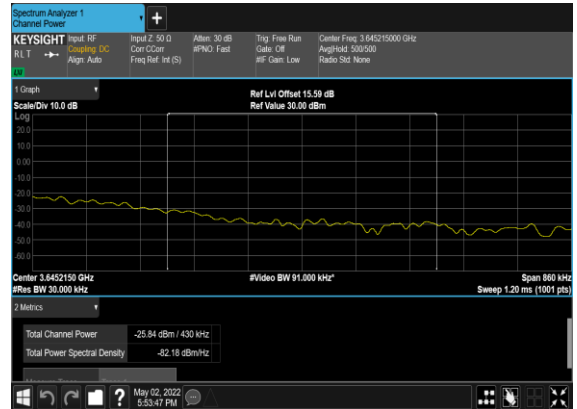 Spectrum Analyzer 1
Channel Power
KEYSIGHT Input: RF Input Z: 50 Ω Atten: 30 dB Trig: Free Run Center Freq: 3.645215000 GHz
RLT Coupling: DC Corr CCorr #PNO: Fast Gate: Off Avg|Hold: 500/500
Align: Auto Freq Ref: Int (S) #IF Gain: Low Radio Std: None
LXI
1 Graph
Ref Lvl Offset 15.59 dB
Scale/Div 10.0 dB Ref Value 30.00 dBm
Log
20.0
10.0
0.00
-10.0
-20.0
-30.0
-40.0
-50.0
-60.0
Center 3.6452150 GHz #Video BW 91.000 kHz* Span 860 kHz
#Res BW 30.000 kHz Sweep 1.20 ms (1001 pts)
2 Metrics
Total Channel Power -25.84 dBm / 430 kHz
Total Power Spectral Density -82.18 dBm/Hz
?
May 02, 2022
5:53:47 PM